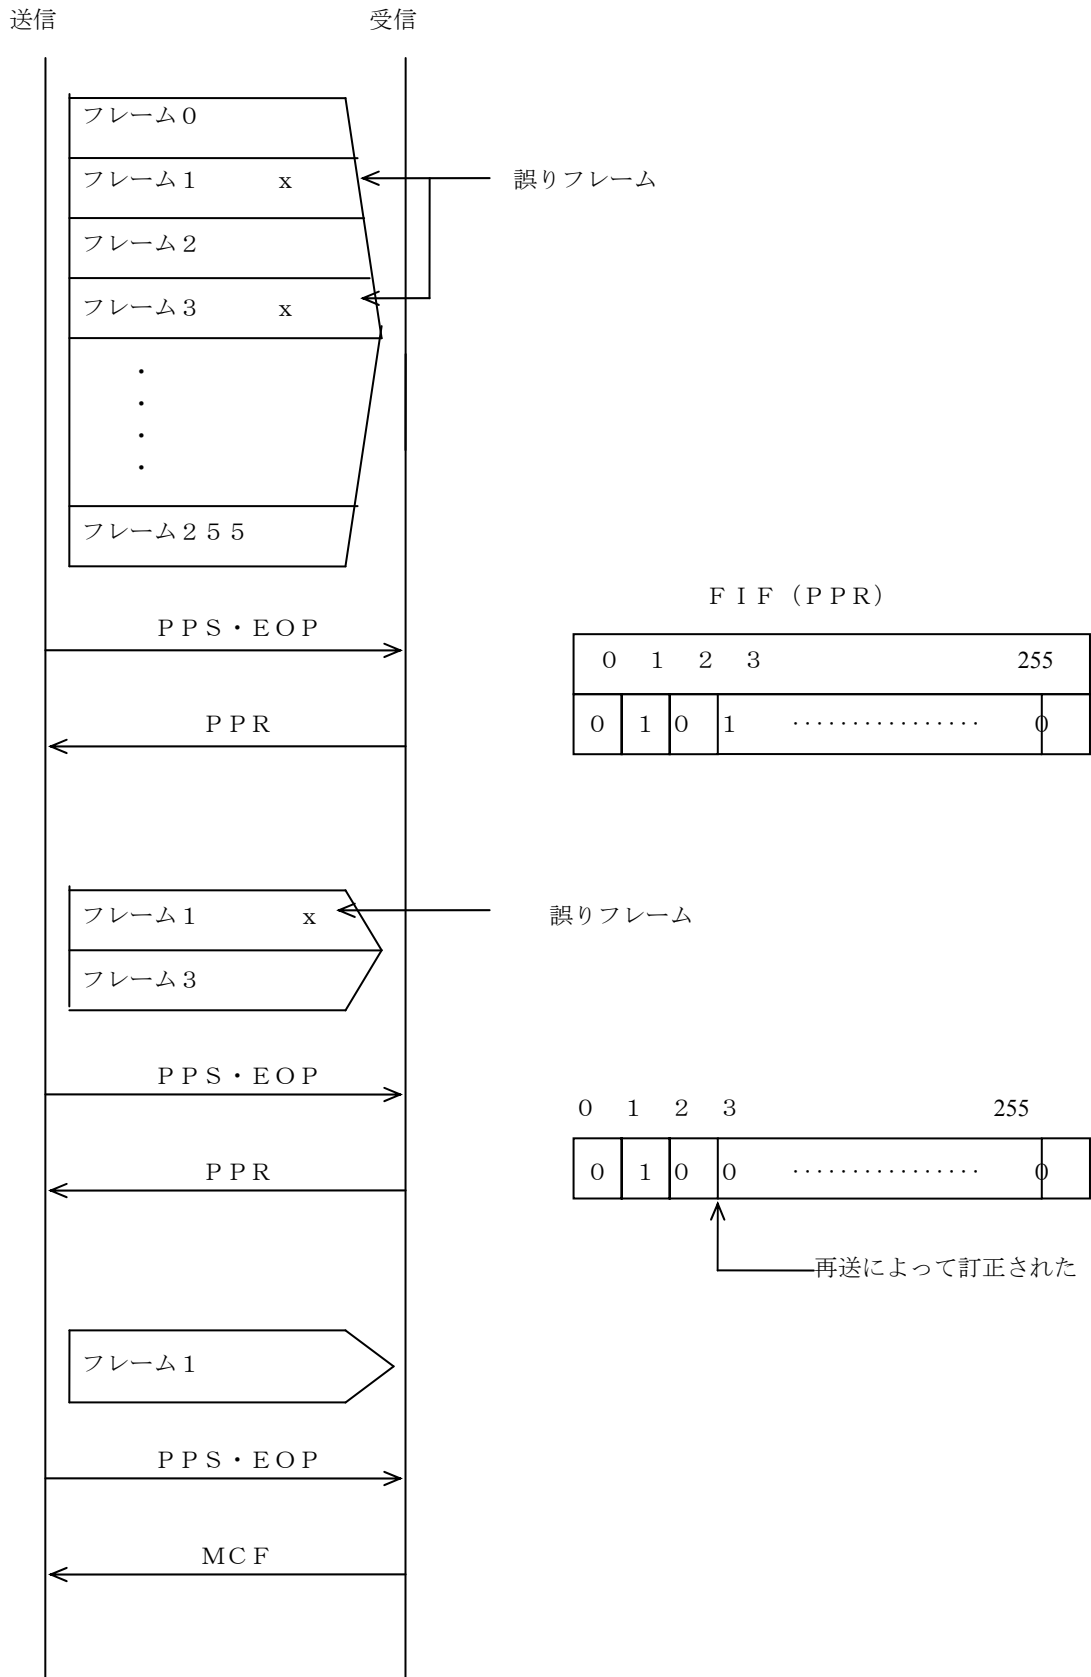 送信 受信
フレーム0
フレーム1 x 誤りフレーム
フレーム2
フレーム3 x
・
・
・
・
フレーム255
FIF(PPR)
PPS・EOP
0 1 2 3 255
PPR
0 1 0 1 ・・・・・・・・・・・・・・・・ 0
フレーム1 x 誤りフレーム
フレーム3
PPS・EOP
0 1 2 3 255
PPR
0 1 0 0 ・・・・・・・・・・・・・・・・ 0
再送によって訂正された
フレーム1
PPS・EOP
MCF